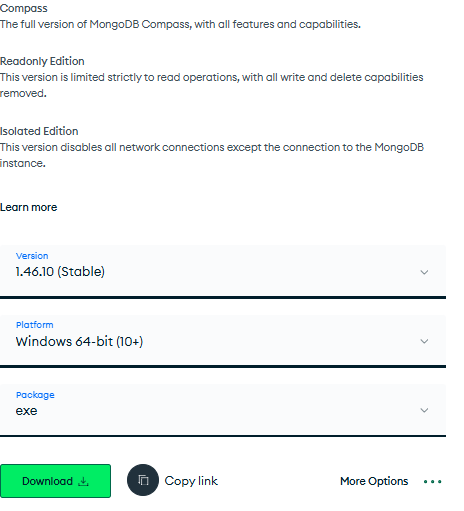 Compass
The full version of MongoDB Compass, with all features and capabilities.
Readonly Edition
This version is limited strictly to read operations, with all write and delete capabilities
removed.
Isolated Edition
This version disables all network connections except the connection to the MongoDB
instance.
Learn more
Version
1.46.10 (Stable)
Platform
Windows 64-bit (10+)
Package
exe
Download
Copy link
More Options